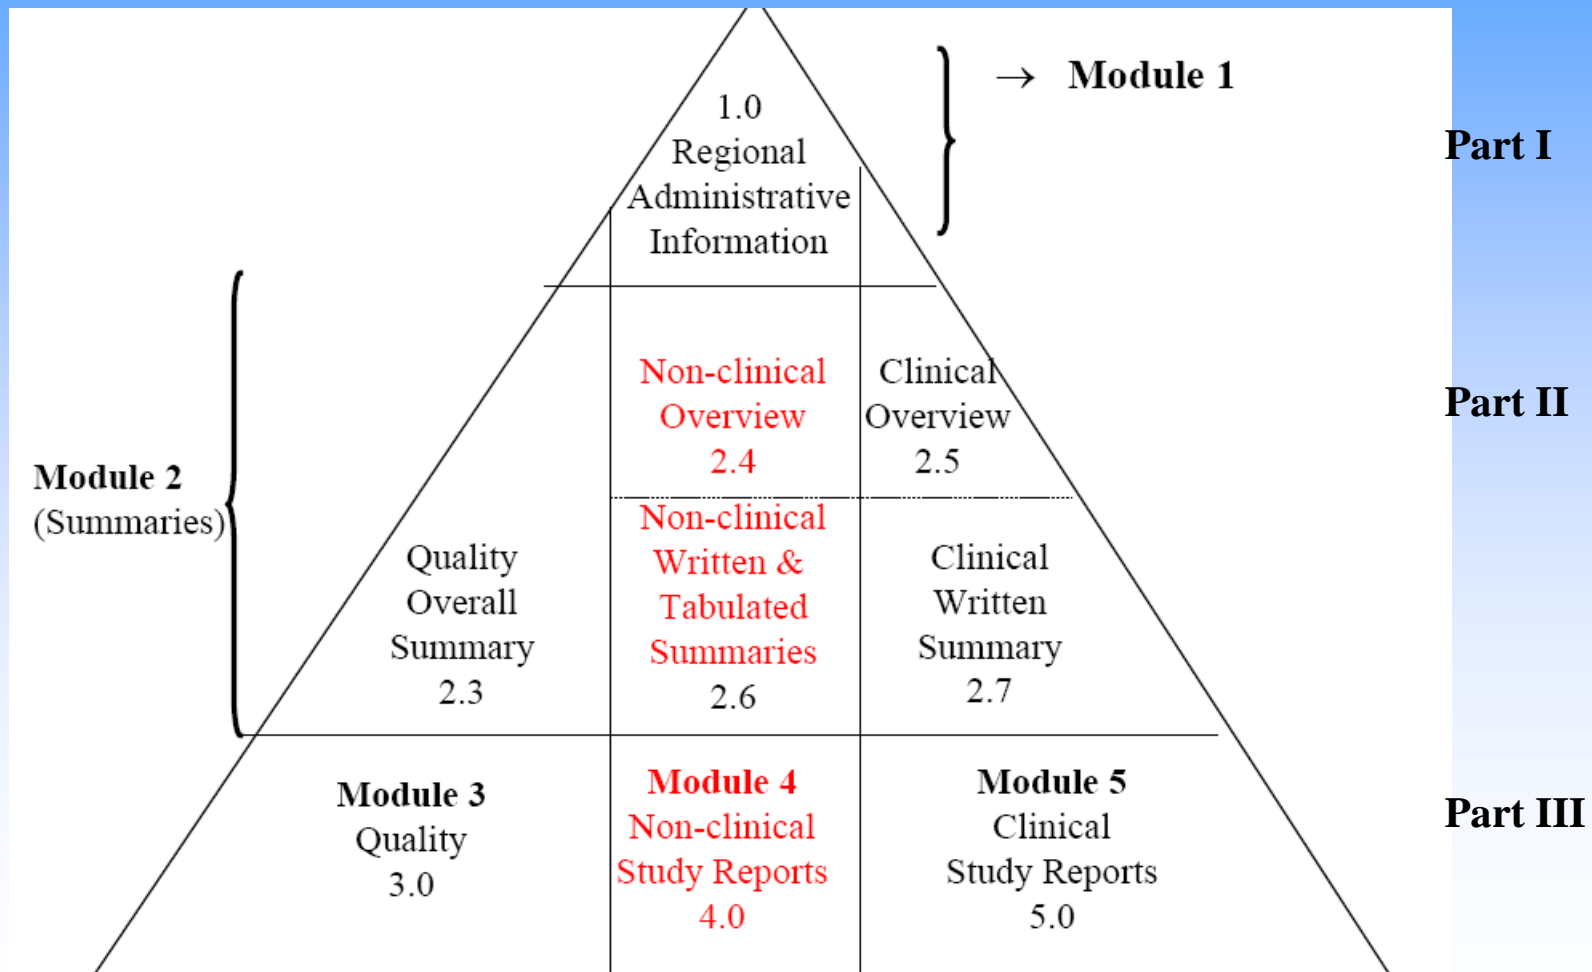 → Module 1
1.0
Regional
Administrative
Information
Part I
Non-clinical
Overview
2.4
Clinical
Overview
2.5
Part II
Module 2
(Summaries)
Quality
Overall
Summary
2.3
Non-clinical
Written &
Tabulated
Summaries
2.6
Clinical
Written
Summary
2.7
Module 3
Quality
3.0
Module 4
Non-clinical
Study Reports
4.0
Module 5
Clinical
Study Reports
5.0
Part III